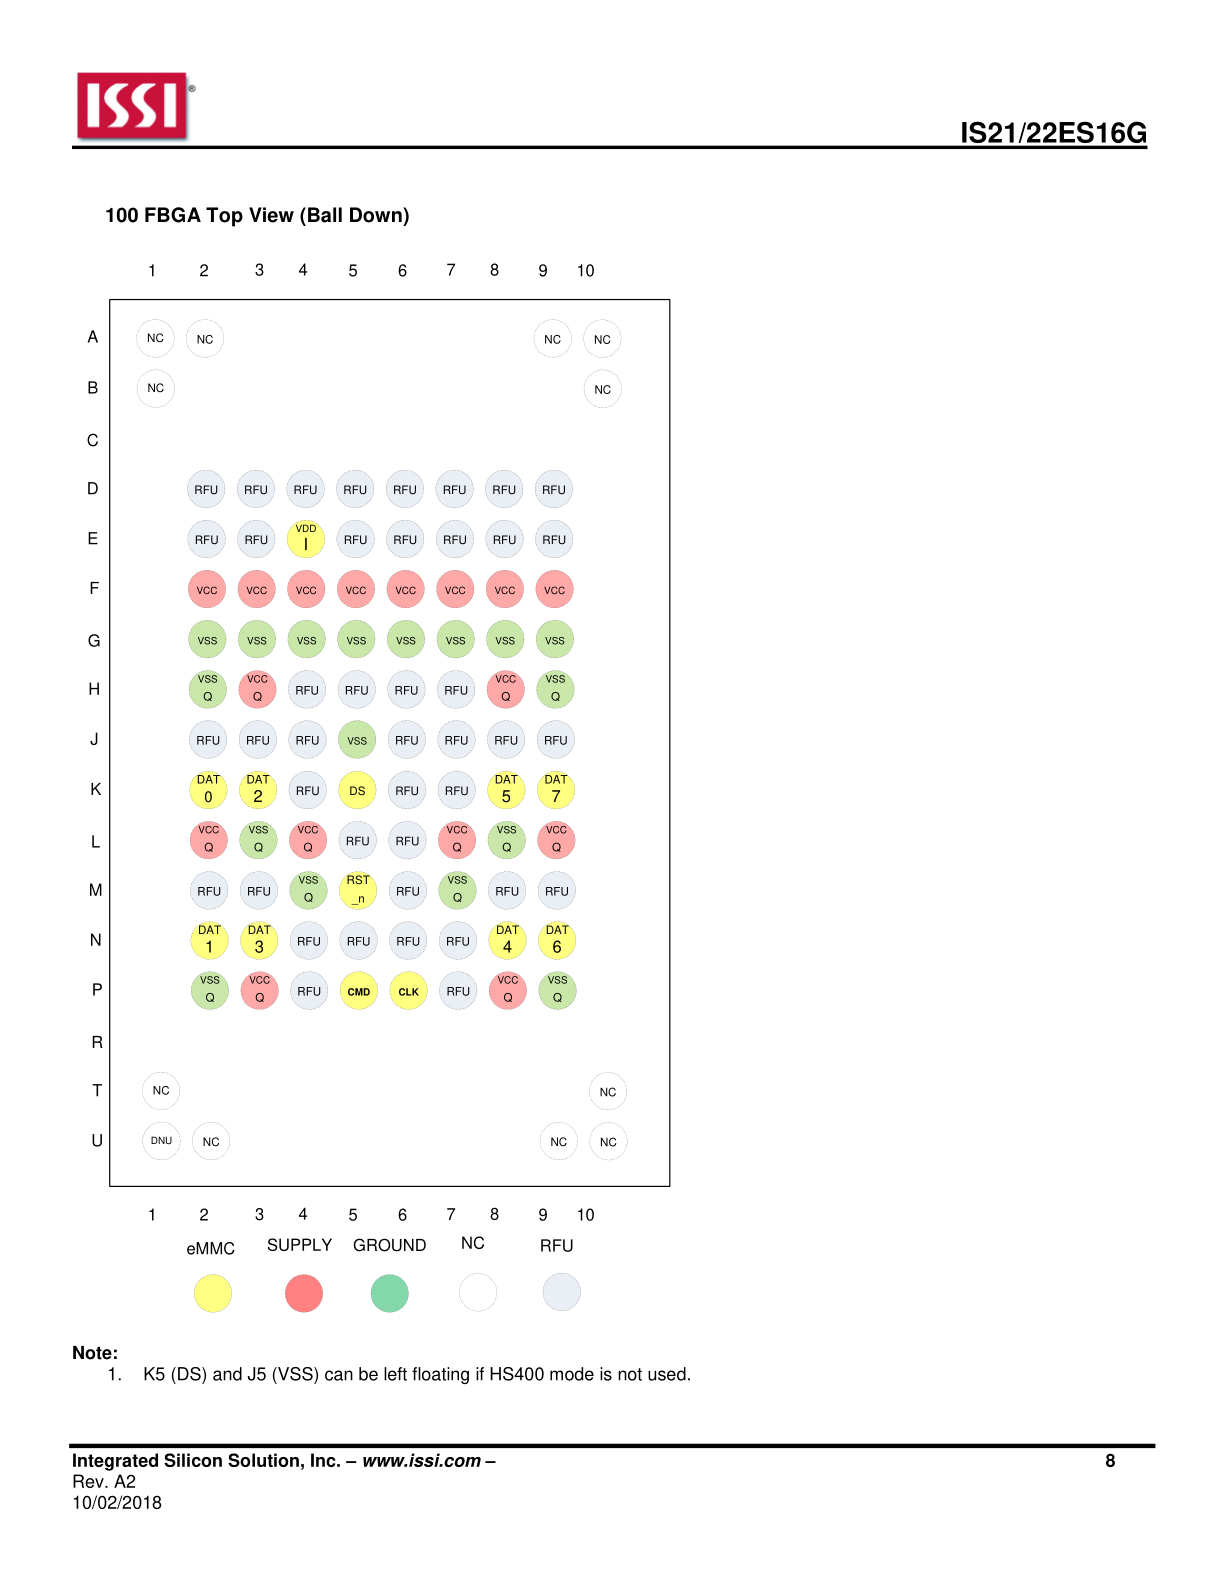 ISSI®
IS21/22ES16G
100 FBGA Top View (Ball Down)
1 2 3 4 5 6 7 8 9 10
A NC NC NC NC
B NC NC
C
D RFU RFU RFU RFU RFU RFU RFU RFU
E RFU RFU VDD I RFU RFU RFU RFU RFU
F VCC VCC VCC VCC VCC VCC VCC VCC
G VSS VSS VSS VSS VSS VSS VSS VSS
H VSS Q VCC Q RFU RFU RFU RFU VCC Q VSS Q
J RFU RFU RFU VSS RFU RFU RFU RFU
K DAT 0 DAT 2 RFU DS RFU RFU DAT 5 DAT 7
L VCC Q VSS Q VCC Q RFU RFU VCC Q VSS Q VCC Q
M RFU RFU VSS Q RST _n RFU VSS Q RFU RFU
N DAT 1 DAT 3 RFU RFU RFU RFU DAT 4 DAT 6
P VSS Q VCC Q RFU CMD CLK RFU VCC Q VSS Q
R
T NC NC
U DNU NC NC NC
1 2 3 4 5 6 7 8 9 10
eMMC SUPPLY GROUND NC RFU
Note:
1. K5 (DS) and J5 (VSS) can be left floating if HS400 mode is not used.
Integrated Silicon Solution, Inc. – www.issi.com – 8
Rev. A2
10/02/2018